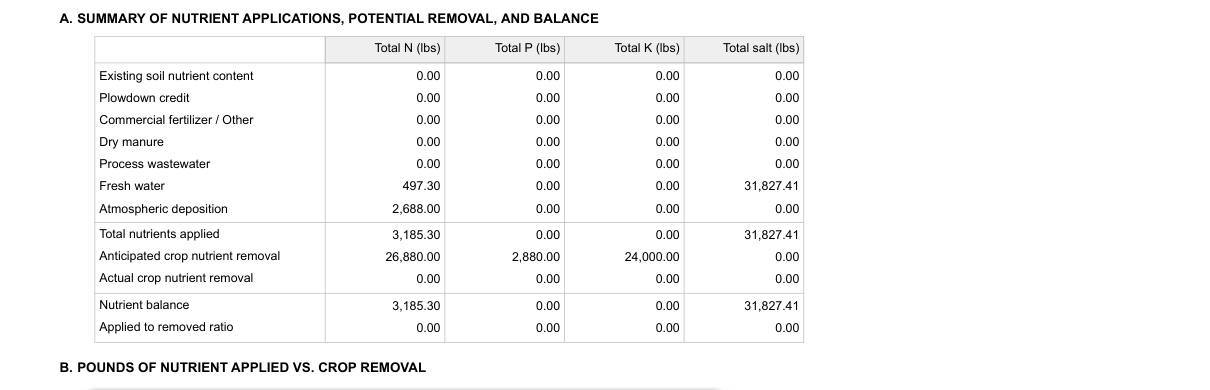 A. SUMMARY OF NUTRIENT APPLICATIONS, POTENTIAL REMOVAL, AND BALANCE
Total N (lbs) Total P (lbs) Total K (lbs) Total salt (lbs)
Existing soil nutrient content 0.00 0.00 0.00 0.00
Plowdown credit 0.00 0.00 0.00 0.00
Commercial fertilizer / Other 0.00 0.00 0.00 0.00
Dry manure 0.00 0.00 0.00 0.00
Process wastewater 0.00 0.00 0.00 0.00
Fresh water 497.30 0.00 0.00 31,827.41
Atmospheric deposition 2,688.00 0.00 0.00 0.00
Total nutrients applied 3,185.30 0.00 0.00 31,827.41
Anticipated crop nutrient removal 26,880.00 2,880.00 24,000.00 0.00
Actual crop nutrient removal 0.00 0.00 0.00 0.00
Nutrient balance 3,185.30 0.00 0.00 31,827.41
Applied to removed ratio 0.00 0.00 0.00 0.00
B. POUNDS OF NUTRIENT APPLIED VS. CROP REMOVAL